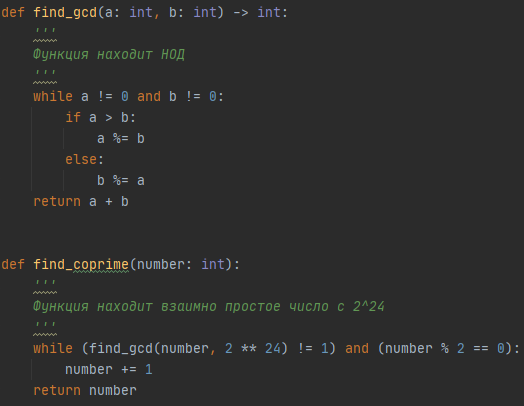 def find_gcd(a: int, b: int) -> int:
    '''
    Функция находит НОД
    '''
    while a != 0 and b != 0:
        if a > b:
            a %= b
        else:
            b %= a
    return a + b
def find_coprime(number: int):
    '''
    Функция находит взаимно простое число с 2^24
    '''
    while (find_gcd(number, 2 ** 24) != 1) and (number % 2 == 0):
        number += 1
    return number